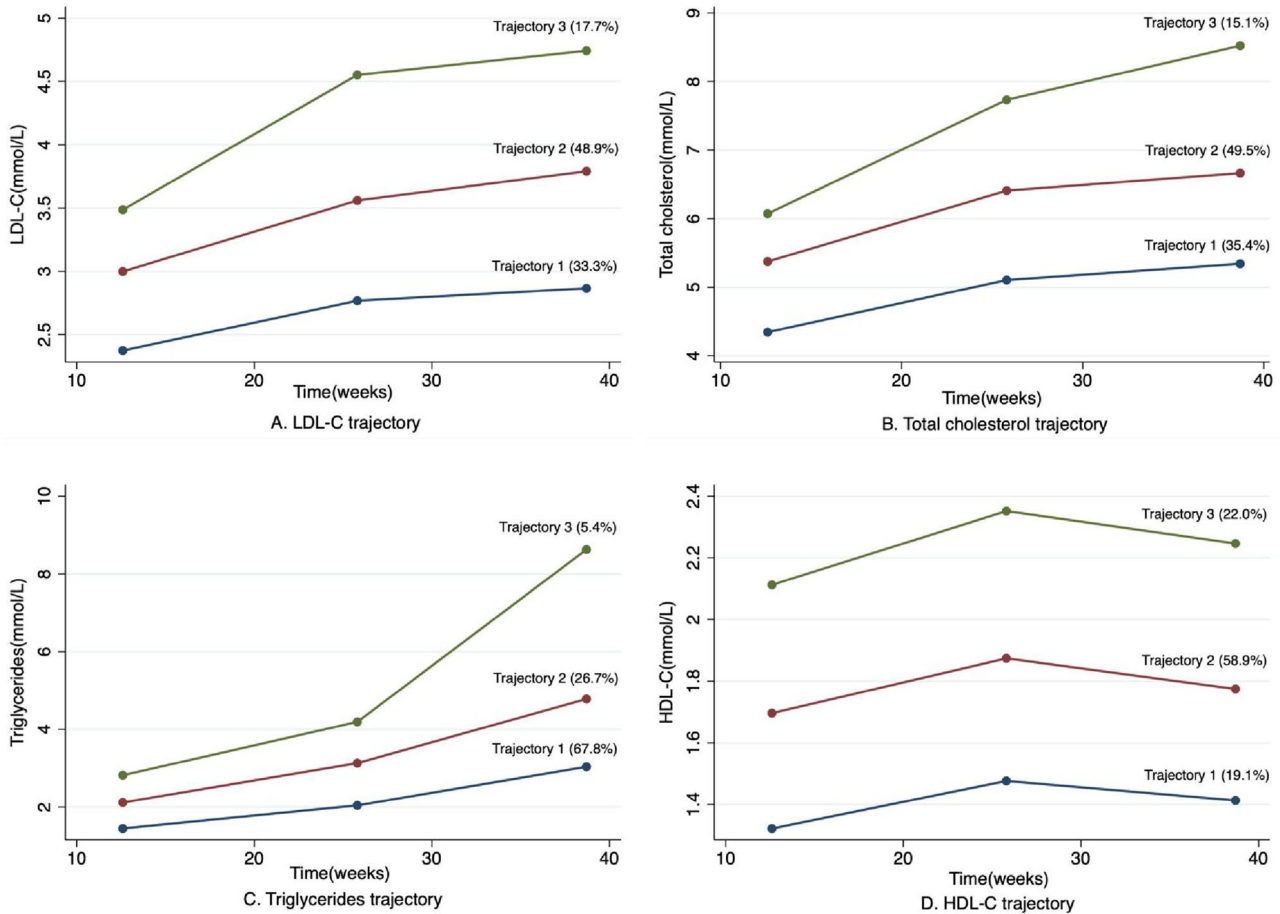 5
4.5
4
3.5
3
2.5
LDL-C(mmol/L)
Trajectory 3 (17.7%)
Trajectory 2 (48.9%)
Trajectory 1 (33.3%)
10 20 30 40
Time(weeks)
A. LDL-C trajectory
9
8
7
6
5
4
Total cholsterol(mmol/L)
Trajectory 3 (15.1%)
Trajectory 2 (49.5%)
Trajectory 1 (35.4%)
10 20 30 40
Time(weeks)
B. Total cholesterol trajectory
10
8
6
4
2
Triglycerides(mmol/L)
Trajectory 3 (5.4%)
Trajectory 2 (26.7%)
Trajectory 1 (67.8%)
10 20 30 40
Time(weeks)
C. Triglycerides trajectory
2.4
2.2
2
1.8
1.6
1.4
HDL-C(mmol/L)
Trajectory 3 (22.0%)
Trajectory 2 (58.9%)
Trajectory 1 (19.1%)
10 20 30 40
Time(weeks)
D. HDL-C trajectory